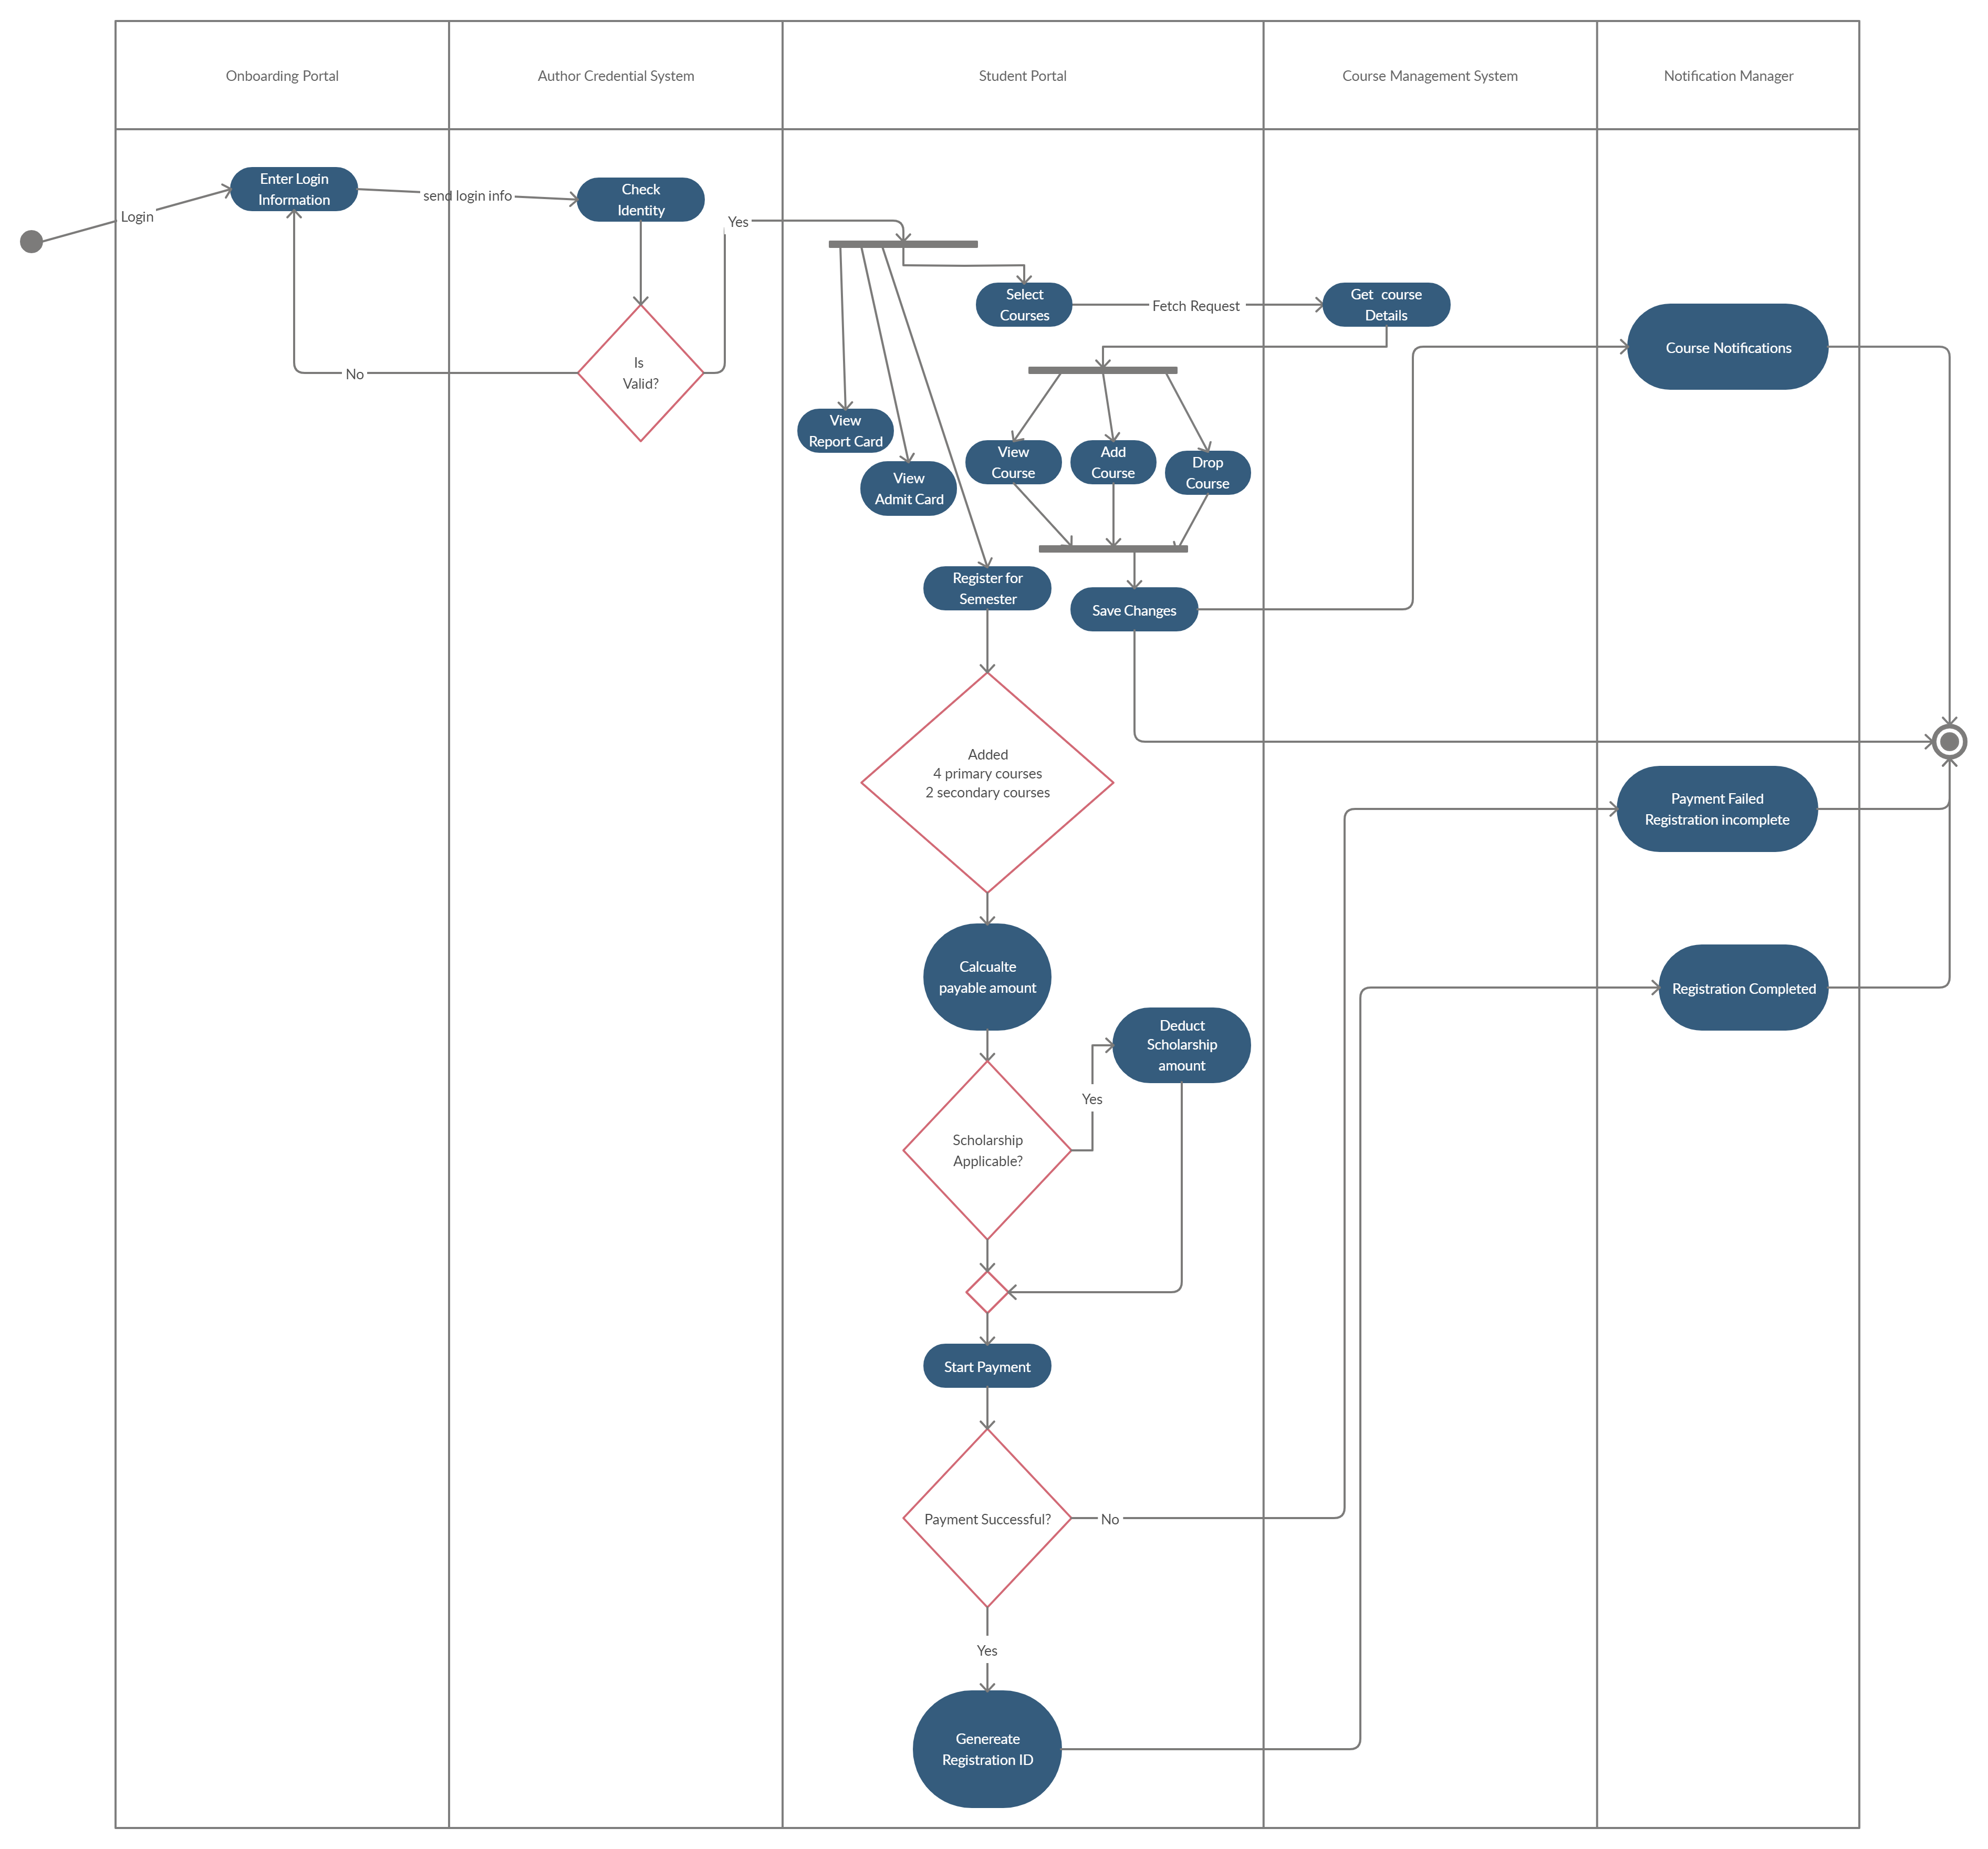 Onboarding Portal
Author Credential System
Student Portal
Course Management System
Notification Manager
Login
Enter Login
Information
send login info
Check
Identity
Yes
Is
Valid?
No
Select
Courses
Fetch Request
Get course
Details
Course Notifications
View
Report Card
View
Admit Card
View
Course
Add
Course
Drop
Course
Register for
Semester
Save Changes
Added
4 primary courses
2 secondary courses
Payment Failed
Registration incomplete
Calcualte
payable amount
Registration Completed
Deduct
Scholarship
amount
Yes
Scholarship
Applicable?
Start Payment
Payment Successful?
No
Yes
Genereate
Registration ID